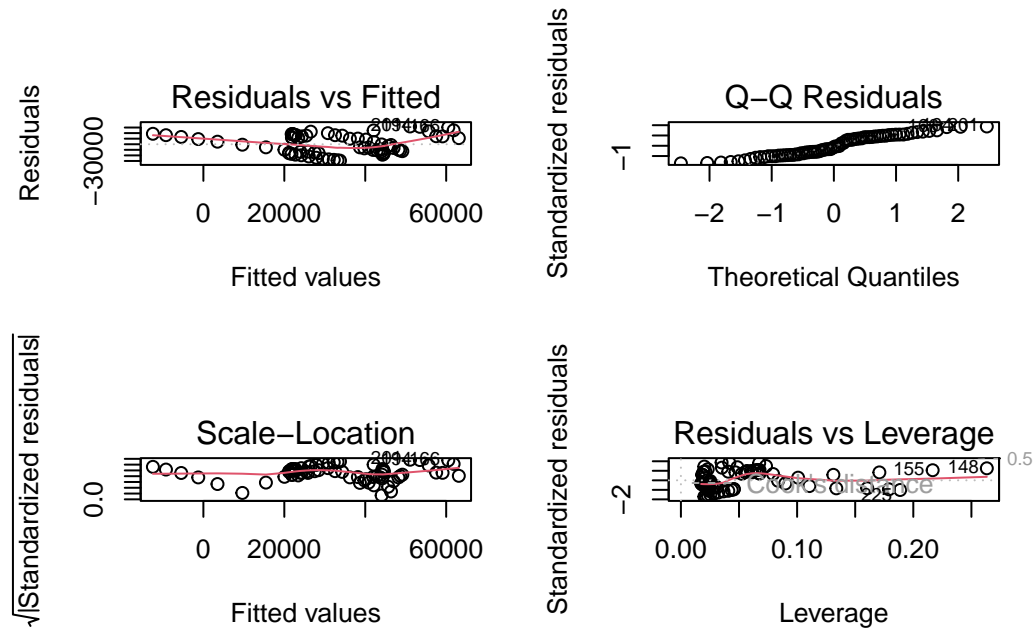 Residuals vs Fitted
Residuals
−30000
0 20000 60000
Fitted values
Q−Q Residuals
Standardized residuals
−1
−2 −1 0 1 2
Theoretical Quantiles
Scale−Location
√|Standardized residuals|
0.0
0 20000 60000
Fitted values
Residuals vs Leverage
Standardized residuals
−2
0.5
155 148
Cook's distance
225
0.00 0.10 0.20
Leverage